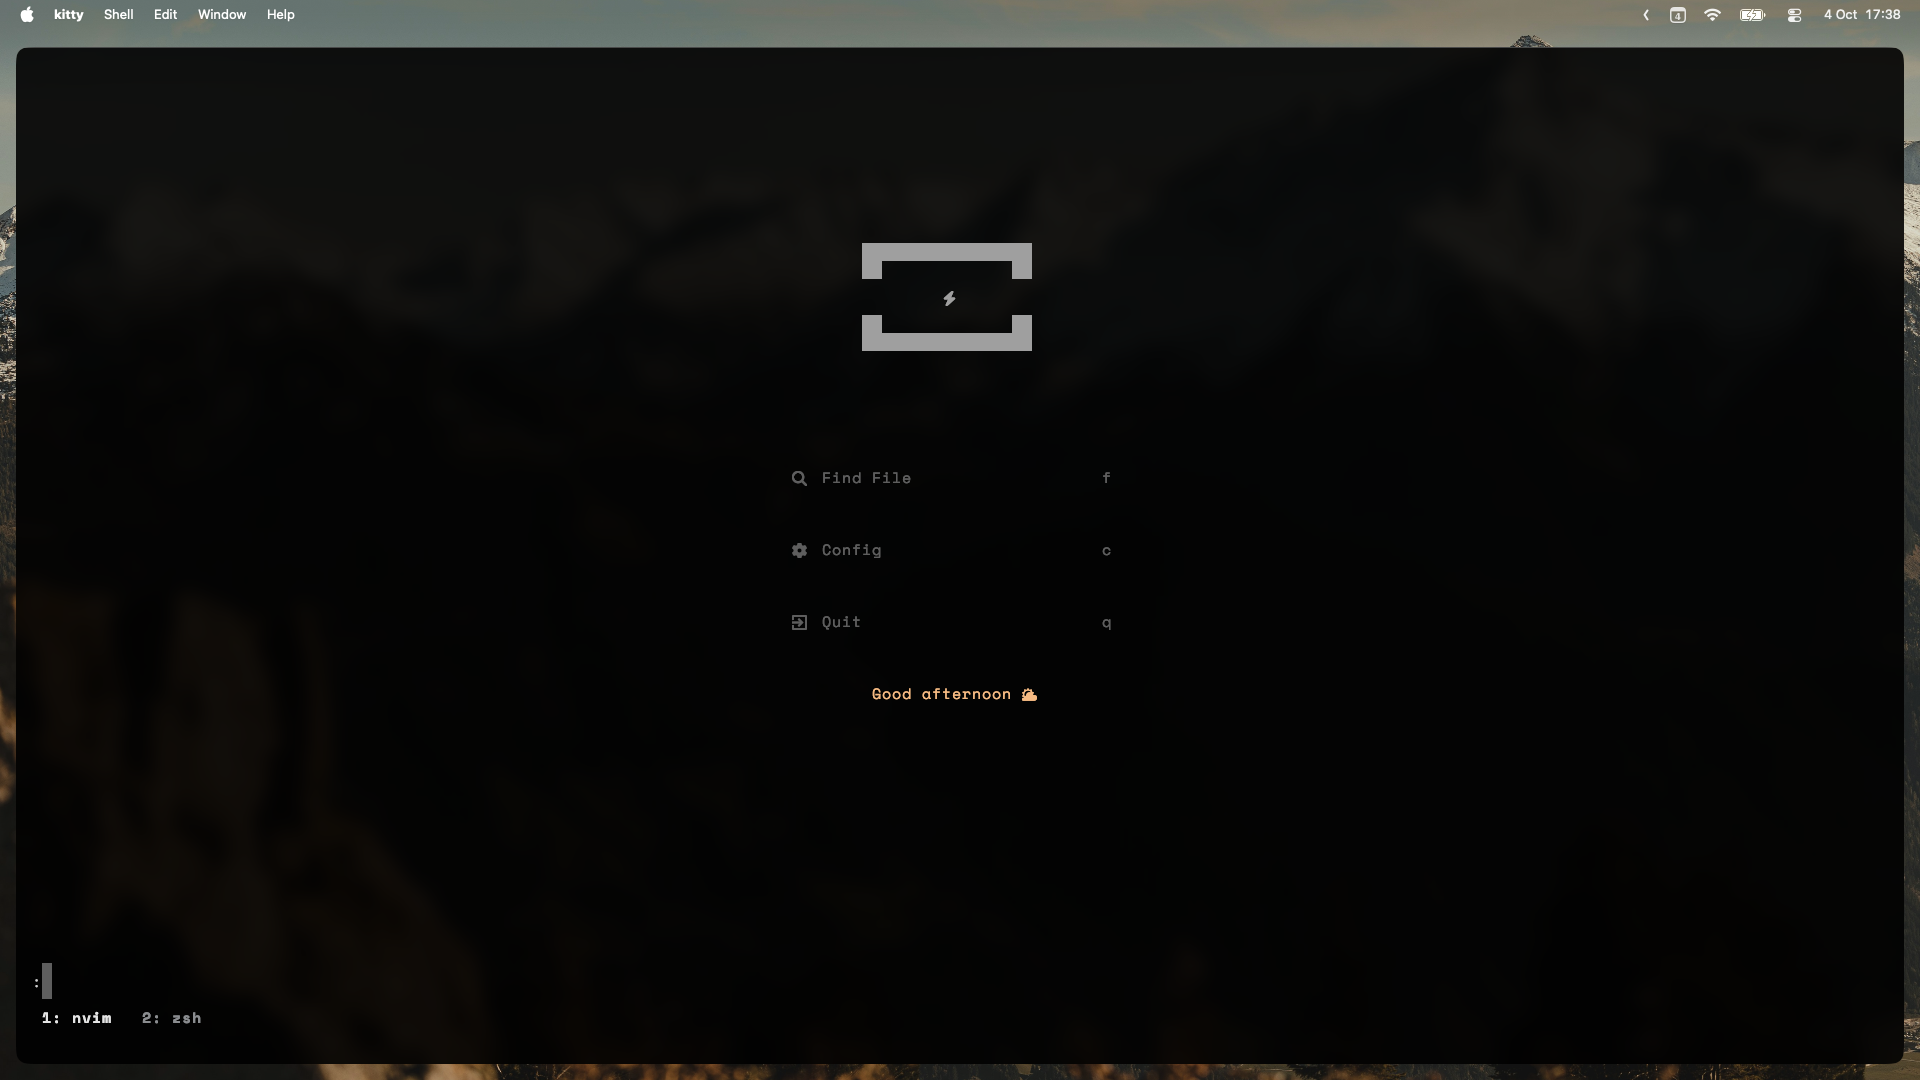 kitty Shell Edit Window Help 4 4 Oct 17:38
Find File f
Config c
Quit q
Good afternoon
:
1: nvim 2: zsh